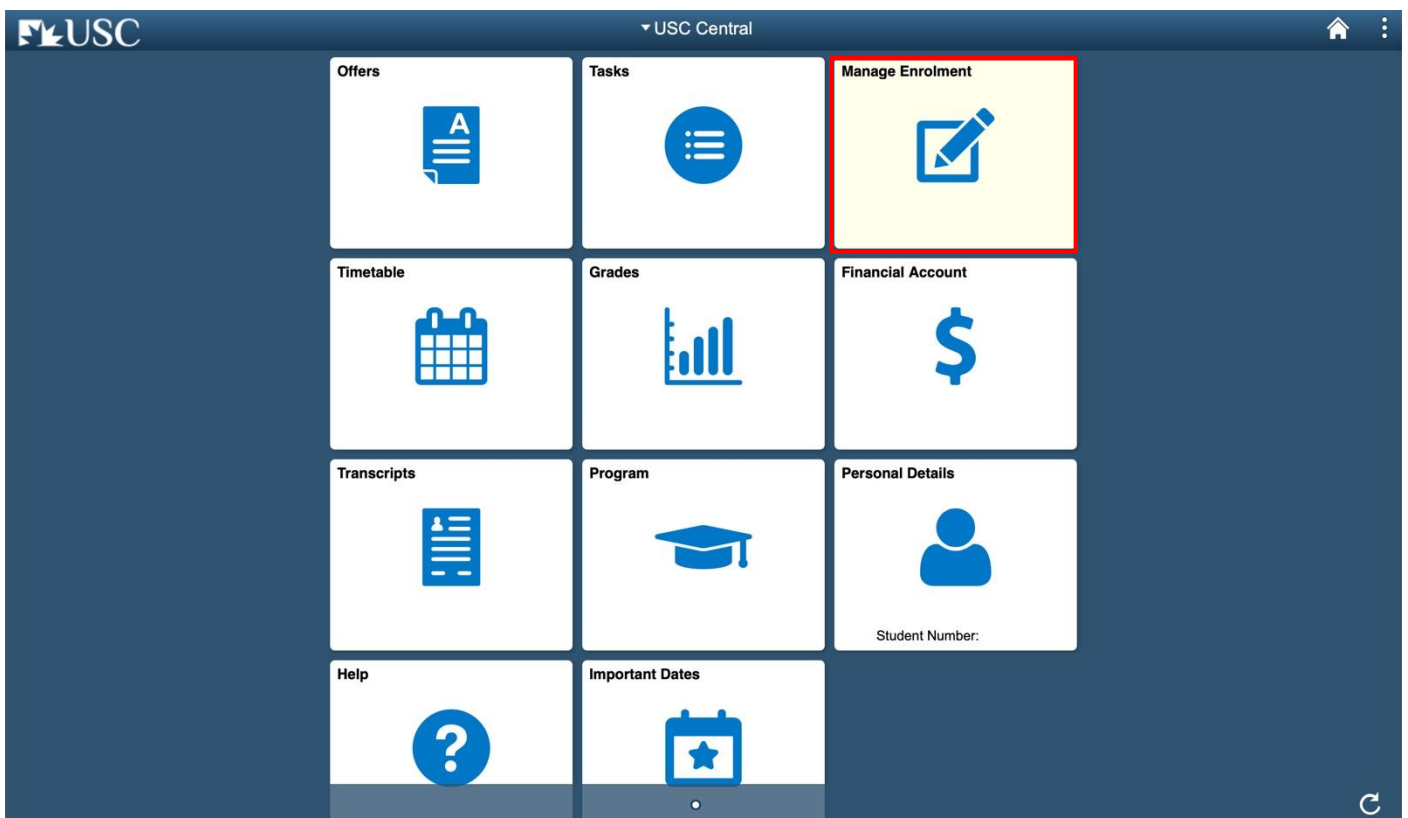 USC
USC Central
Offers
Tasks
Manage Enrolment
A
Timetable
Grades
Financial Account
$
Transcripts
Program
Personal Details
Student Number:
Help
Important Dates
?